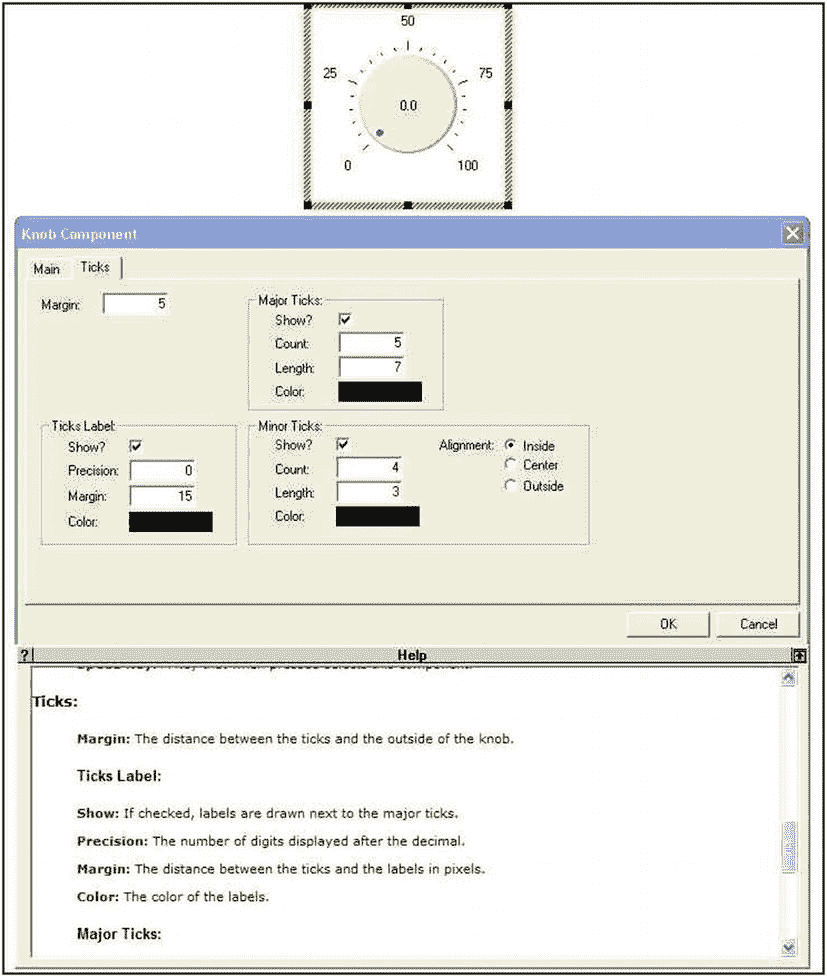 50
25 75
0.0
0 100
Knob Component
Main Ticks
Margin: 5
Major Ticks:
Show?
Count: 5
Length: 7
Color:
Ticks Label:
Show?
Precision: 0
Margin: 15
Color:
Minor Ticks:
Show?
Count: 4
Length: 3
Color:
Alignment: Inside
Center
Outside
OK Cancel
? Help
Ticks:
Margin: The distance between the ticks and the outside of the knob.
Ticks Label:
Show: If checked, labels are drawn next to the major ticks.
Precision: The number of digits displayed after the decimal.
Margin: The distance between the ticks and the labels in pixels.
Color: The color of the labels.
Major Ticks: